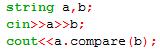 string a,b;
cin>>a>>b;
cout<<a.compare(b);